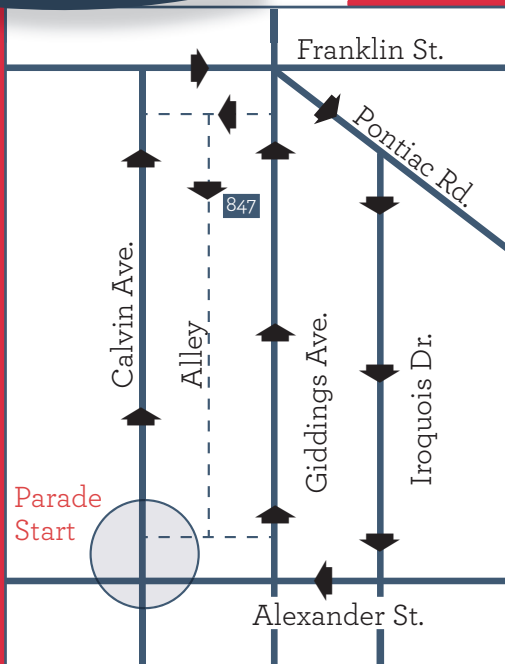 Franklin St.
Pontiac Rd.
847
Calvin Ave.
Alley
Giddings Ave.
Iroquois Dr.
Parade
Start
Alexander St.